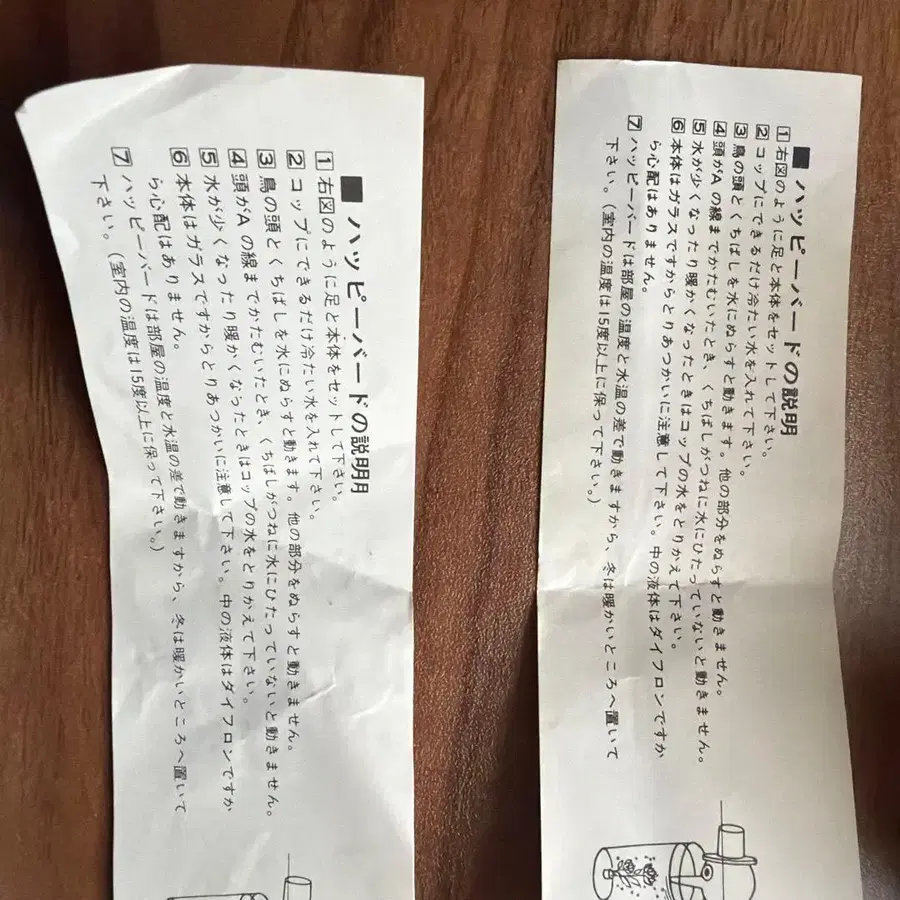 ■ ハッピーバードの説明
1 右図のように足と本体をセットして下さい。
2 コップにできるだけ冷たい水を入れて下さい。
3 鳥の頭とくちばしを水にぬらすと動きます。他の部分をぬらすと動きません。
4 頭がAの線までかたむいたとき、くちばしがつねに水にひたっていないと動きません。
5 水が少くなったり暖かくなったときはコップの水をとりかえて下さい。
6 本体はガラスですからとりあつかいに注意して下さい。中の液体はダイフロンですか
ら心配はありません。
7 ハッピーバードは部屋の温度と水温の差で動きますから、冬は暖かいところへ置いて
下さい。(室内の温度は15度以上に保って下さい。)
■ ハッピーバードの説明
1 右図のように足と本体をセットして下さい。
2 コップにできるだけ冷たい水を入れて下さい。
3 鳥の頭とくちばしを水にぬらすと動きます。他の部分をぬらすと動きません。
4 頭がAの線までかたむいたとき、くちばしがつねに水にひたっていないと動きません。
5 水が少くなったり暖かくなったときはコップの水をとりかえて下さい。
6 本体はガラスですからとりあつかいに注意して下さい。中の液体はダイフロンですか
ら心配はありません。
7 ハッピーバードは部屋の温度と水温の差で動きますから、冬は暖かいところへ置いて
下さい。(室内の温度は15度以上に保って下さい。)